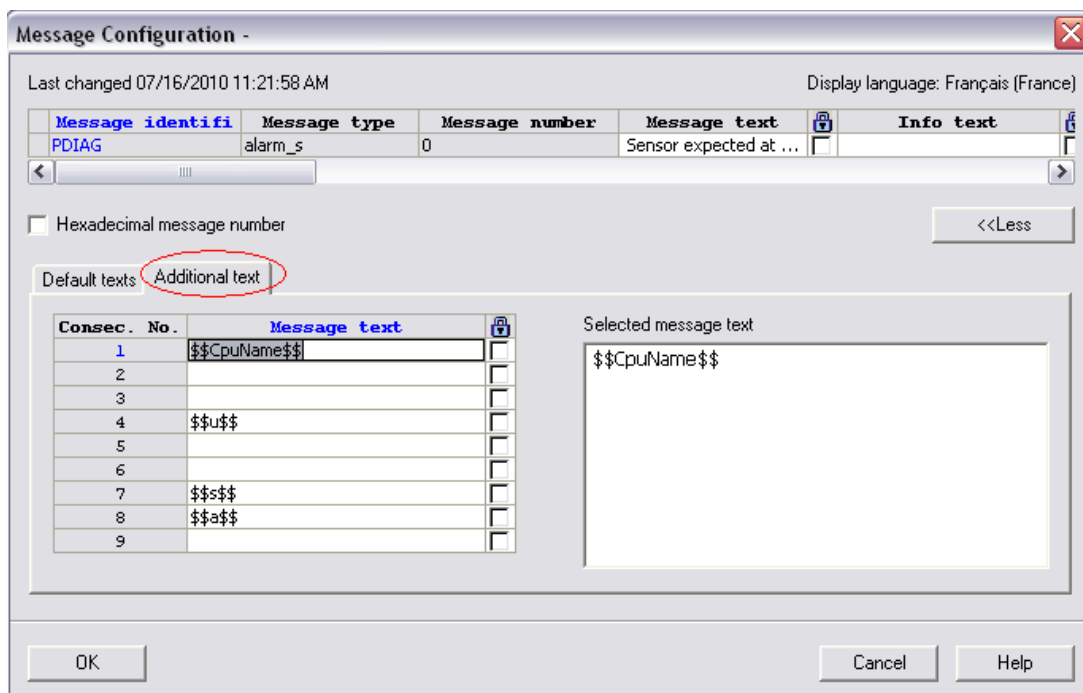 Message Configuration -
Last changed 07/16/2010 11:21:58 AM Display language: Français (France)
Message identifi Message type Message number Message text Info text
PDIAG alarm_s 0 Sensor expected at ...
Hexadecimal message number <<Less
Default texts Additional text
Consec. No. Message text Selected message text
1 $$CpuName$$ $$CpuName$$
2
3
4 $$u$$
5
6
7 $$s$$
8 $$a$$
9
OK Cancel Help